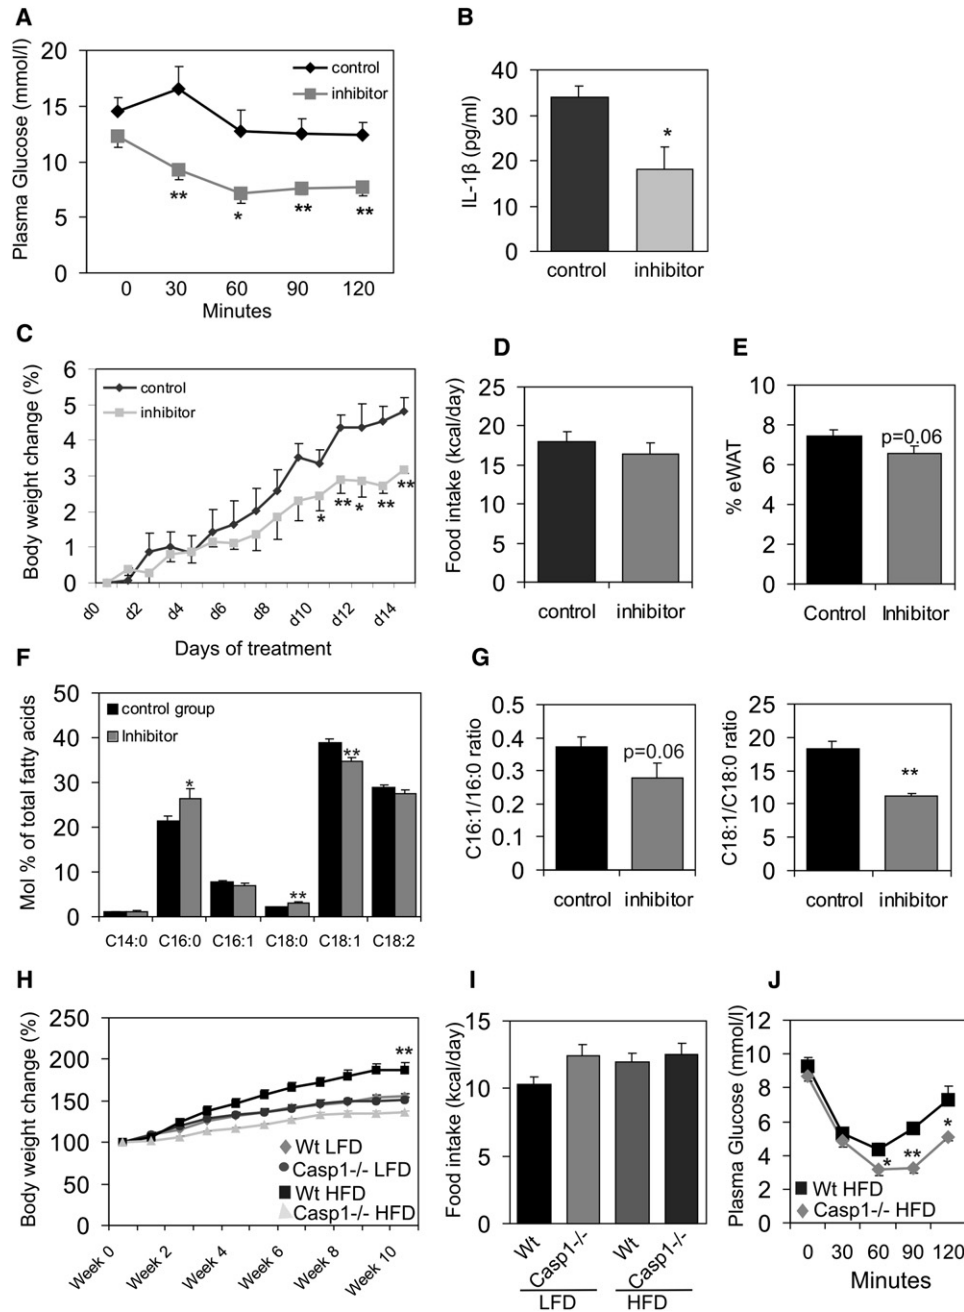 A
Plasma Glucose (mmol/l)
20
15
10
5
0
control
inhibitor
**
*
**
**
0 30 60 90 120
Minutes
B
IL-1β (pg/ml)
40
30
20
10
0
*
control inhibitor
C
Body weight change (%)
6
5
4
3
2
1
0
control
inhibitor
*
**
*
**
**
d0 d2 d4 d6 d8 d10 d12 d14
Days of treatment
D
Food intake (kcal/day)
25
20
15
10
5
0
control inhibitor
E
% eWAT
10
8
6
4
2
0
p=0.06
Control Inhibitor
F
Mol % of total fatty acids
50
40
30
20
10
0
control group
Inhibitor
*
**
**
C14:0 C16:0 C16:1 C18:0 C18:1 C18:2
G
C16:1/16:0 ratio
0.5
0.4
0.3
0.2
0.1
0
p=0.06
control inhibitor
C18:1/C18:0 ratio
25
20
15
10
5
0
**
control inhibitor
H
Body weight change (%)
250
200
150
100
50
0
**
Wt LFD
Casp1-/- LFD
Wt HFD
Casp1-/- HFD
Week 0 Week 2 Week 4 Week 6 Week 8 Week 10
I
Food intake (kcal/day)
15
10
5
0
Wt Casp1-/- Wt Casp1-/-
LFD HFD
J
Plasma Glucose (mmol/l)
12
10
8
6
4
2
0
*
**
*
Wt HFD
Casp1-/- HFD
0 30 60 90 120
Minutes